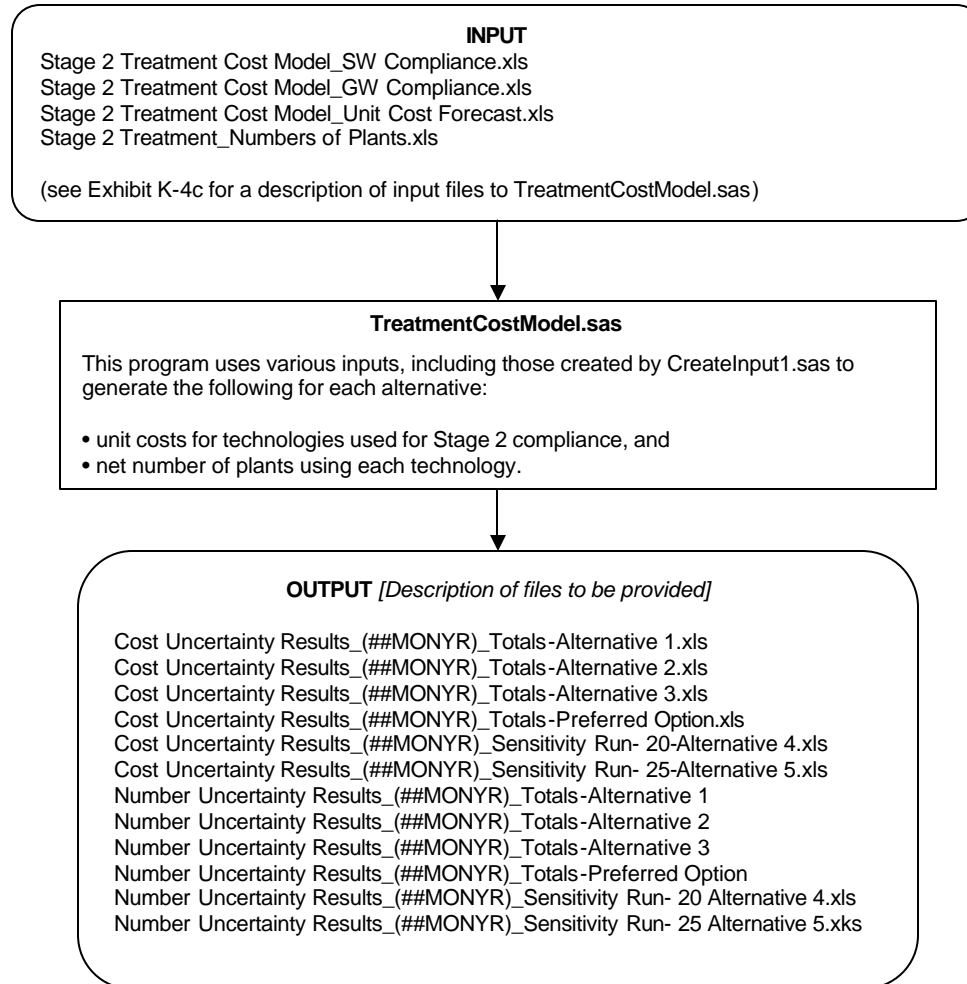 INPUT
Stage 2 Treatment Cost Model_SW Compliance.xls
Stage 2 Treatment Cost Model_GW Compliance.xls
Stage 2 Treatment Cost Model_Unit Cost Forecast.xls
Stage 2 Treatment_Numbers of Plants.xls
(see Exhibit K-4c for a description of input files to TreatmentCostModel.sas)
TreatmentCostModel.sas
This program uses various inputs, including those created by CreateInput1.sas to
generate the following for each alternative:
• unit costs for technologies used for Stage 2 compliance, and
• net number of plants using each technology.
OUTPUT [Description of files to be provided]
Cost Uncertainty Results_(##MONYR)_Totals-Alternative 1.xls
Cost Uncertainty Results_(##MONYR)_Totals-Alternative 2.xls
Cost Uncertainty Results_(##MONYR)_Totals-Alternative 3.xls
Cost Uncertainty Results_(##MONYR)_Totals-Preferred Option.xls
Cost Uncertainty Results_(##MONYR)_Sensitivity Run- 20-Alternative 4.xls
Cost Uncertainty Results_(##MONYR)_Sensitivity Run- 25-Alternative 5.xls
Number Uncertainty Results_(##MONYR)_Totals-Alternative 1
Number Uncertainty Results_(##MONYR)_Totals-Alternative 2
Number Uncertainty Results_(##MONYR)_Totals-Alternative 3
Number Uncertainty Results_(##MONYR)_Totals-Preferred Option
Number Uncertainty Results_(##MONYR)_Sensitivity Run- 20 Alternative 4.xls
Number Uncertainty Results_(##MONYR)_Sensitivity Run- 25 Alternative 5.xks